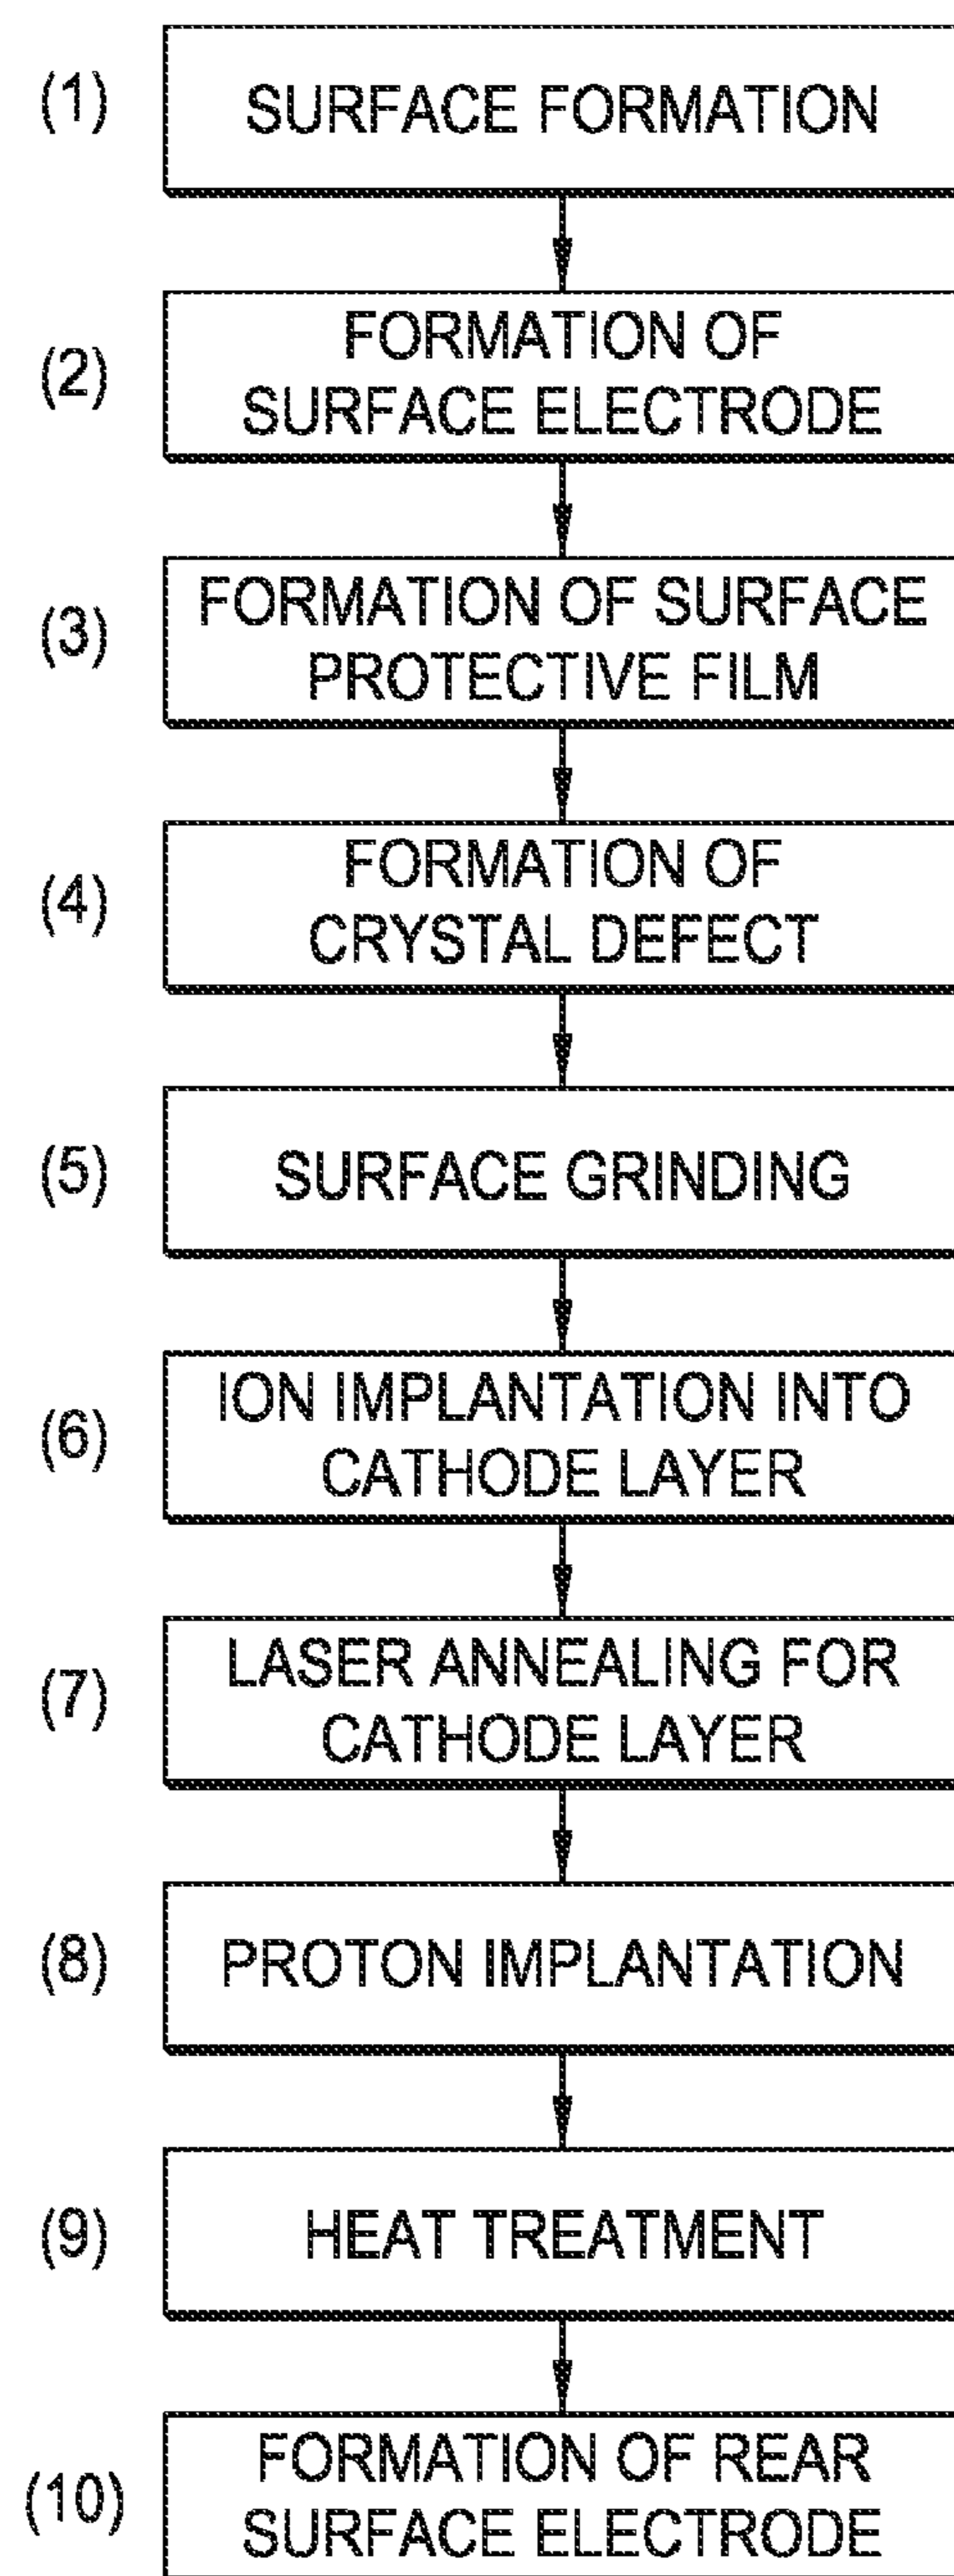 (1) SURFACE FORMATION
(2) FORMATION OF
SURFACE ELECTRODE
(3) FORMATION OF SURFACE
PROTECTIVE FILM
(4) FORMATION OF
CRYSTAL DEFECT
(5) SURFACE GRINDING
(6) ION IMPLANTATION INTO
CATHODE LAYER
(7) LASER ANNEALING FOR
CATHODE LAYER
(8) PROTON IMPLANTATION
(9) HEAT TREATMENT
(10) FORMATION OF REAR
SURFACE ELECTRODE